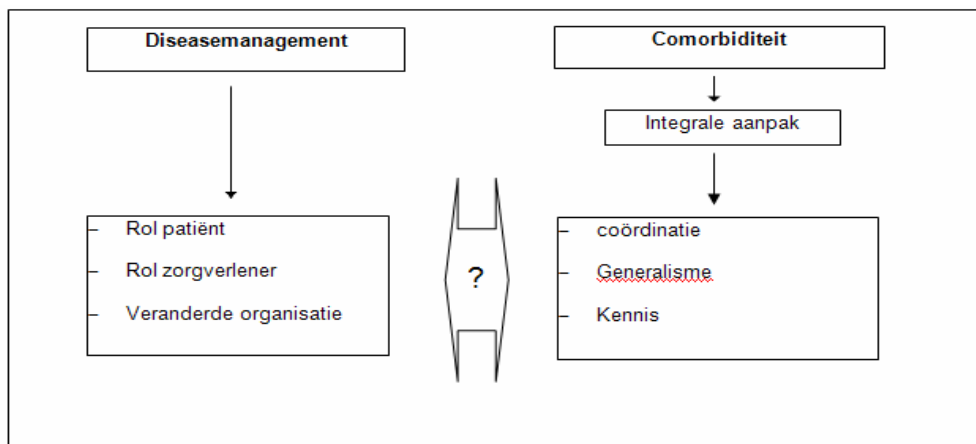 Diseasemanagement
– Rol patiënt
– Rol zorgverlener
– Veranderde organisatie
?
Comorbiditeit
Integrale aanpak
– coördinatie
– Generalisme
– Kennis